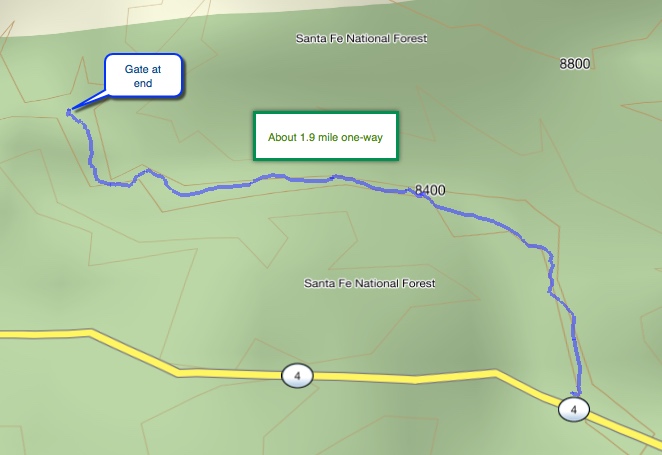 Santa Fe National Forest
8800
Gate at
end
About 1.9 mile one-way
8400
Santa Fe National Forest
4
4